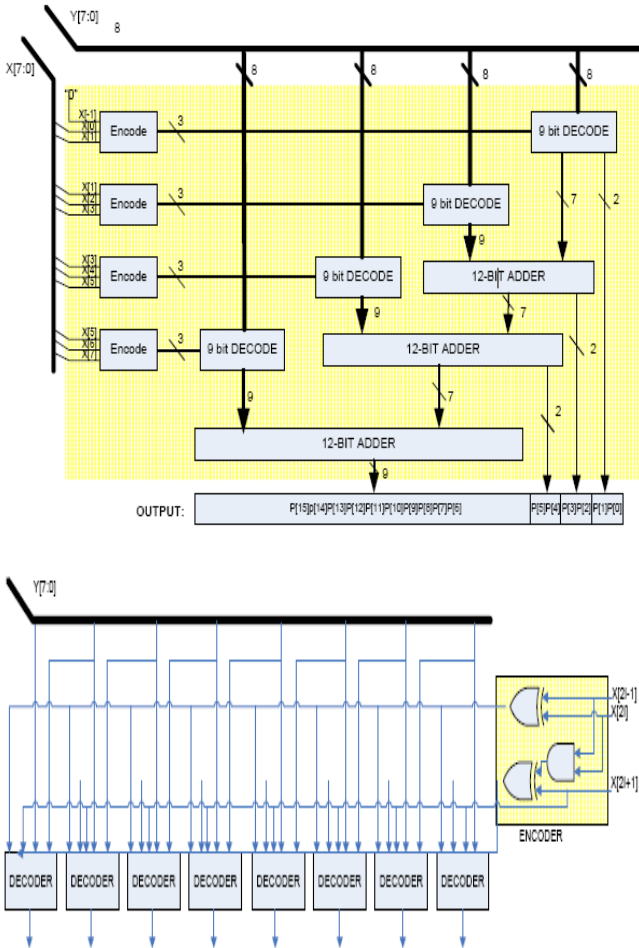 Y[7:0]
8
X[7:0]
8
8
8
8
"0"
X[-1]
X[0]
X[1]
Encode
3
9 bit DECODE
X[1]
X[2]
X[3]
Encode
3
9 bit DECODE
7
2
9
X[3]
X[4]
X[5]
Encode
3
9 bit DECODE
12-BIT ADDER
9
7
X[5]
X[6]
X[7]
Encode
3
9 bit DECODE
12-BIT ADDER
2
9
7
2
12-BIT ADDER
9
OUTPUT:
P[15]p[14]P[13]P[12]P[11]P[10]P[9]P[8]P[7]P[6]
P[5]P[4]
P[3]P[2]
P[1]P[0]
Y[7:0]
X[2I-1]
X[2I]
X[2I+1]
ENCODER
DECODER
DECODER
DECODER
DECODER
DECODER
DECODER
DECODER
DECODER